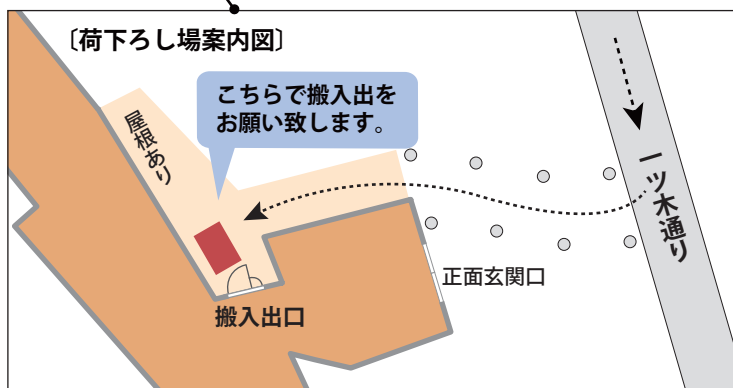 〔荷下ろし場案内図〕
こちらで搬入出を
お願い致します。
屋根あり
一ツ木通り
正面玄関口
搬入出口